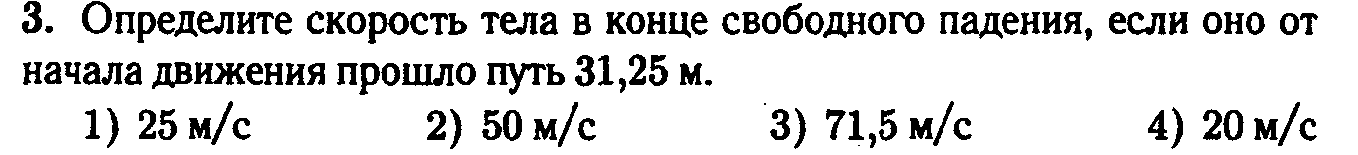 3. Определите скорость тела в конце свободного падения, если оно от
начала движения прошло путь 31,25 м.
1) 25 м/с 2) 50 м/с 3) 71,5 м/с 4) 20 м/с